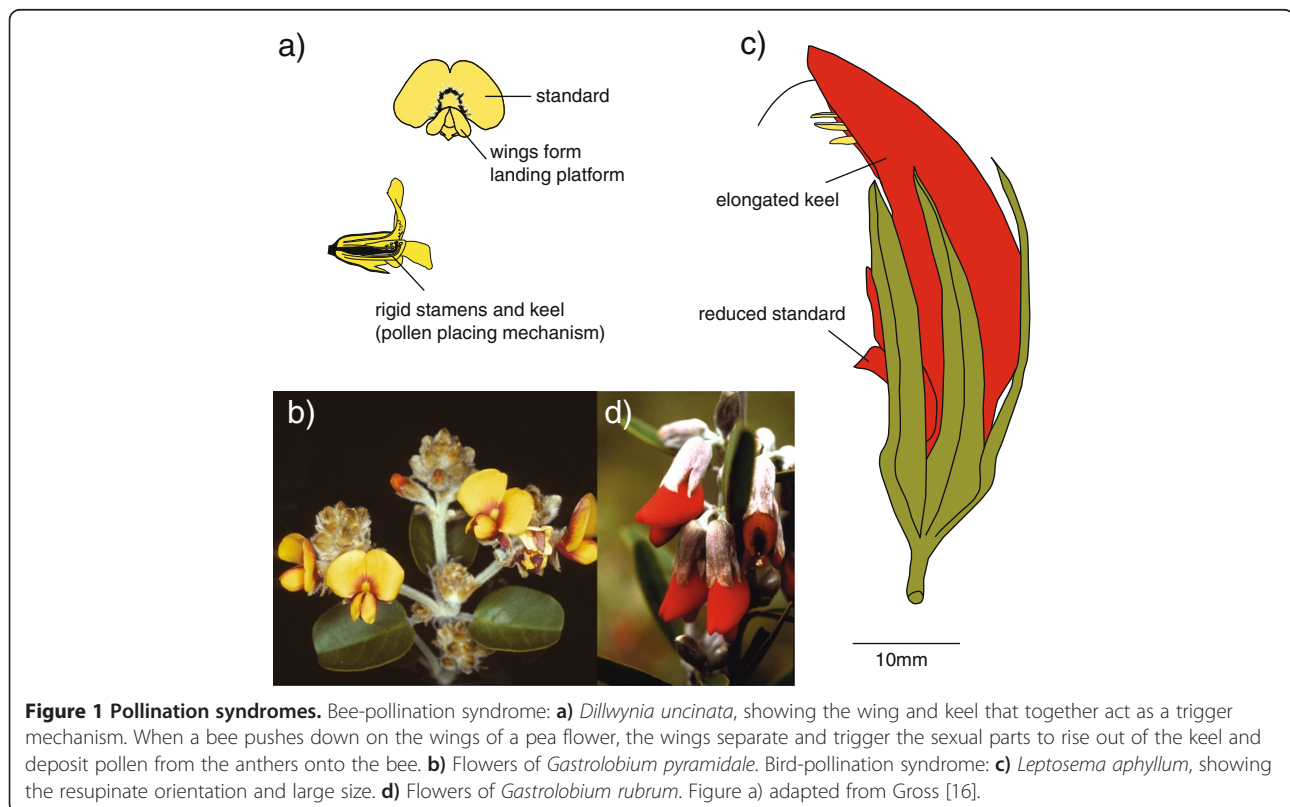 a)
standard
wings form
landing platform
rigid stamens and keel
(pollen placing mechanism)
b)
d)
c)
elongated keel
reduced standard
10mm
Figure 1 Pollination syndromes. Bee-pollination syndrome: a) Dillwynia uncinata, showing the wing and keel that together act as a trigger
mechanism. When a bee pushes down on the wings of a pea flower, the wings separate and trigger the sexual parts to rise out of the keel and
deposit pollen from the anthers onto the bee. b) Flowers of Gastrolobium pyramidale. Bird-pollination syndrome: c) Leptosema aphyllum, showing
the resupinate orientation and large size. d) Flowers of Gastrolobium rubrum. Figure a) adapted from Gross [16].